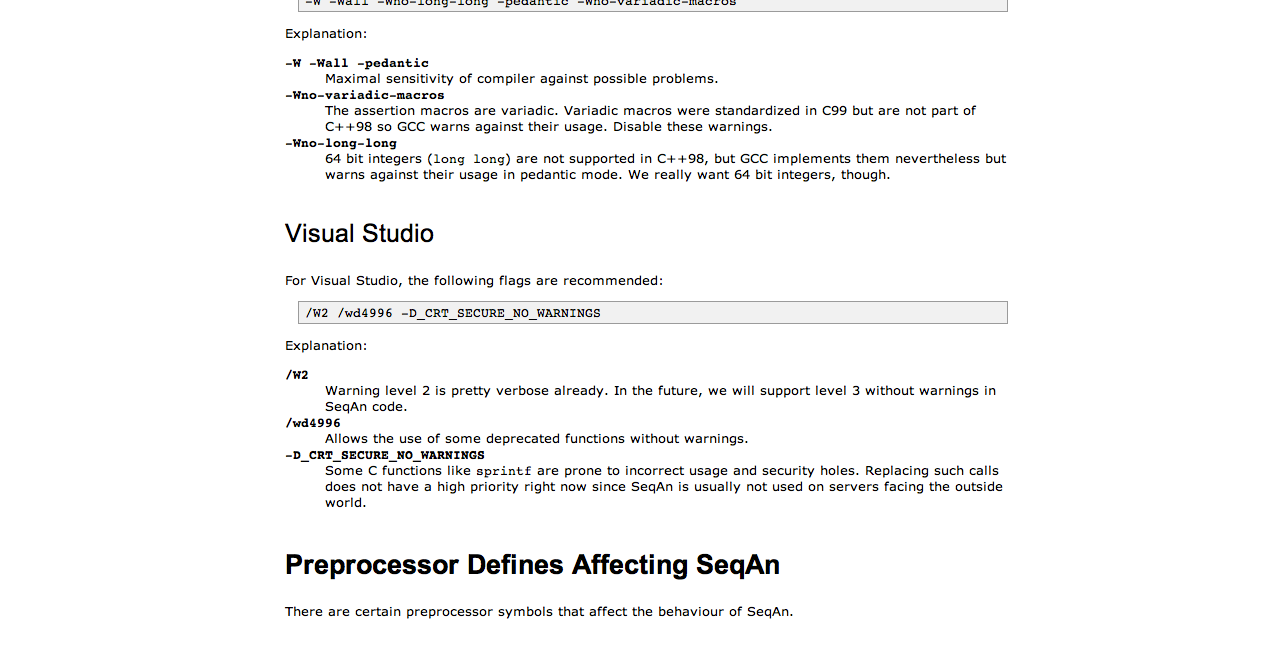 -W -Wall -Wno-long-long -pedantic -Wno-variadic-macros
Explanation:
-W -Wall -pedantic
Maximal sensitivity of compiler against possible problems.
-Wno-variadic-macros
The assertion macros are variadic. Variadic macros were standardized in C99 but are not part of
C++98 so GCC warns against their usage. Disable these warnings.
-Wno-long-long
64 bit integers (long long) are not supported in C++98, but GCC implements them nevertheless but
warns against their usage in pedantic mode. We really want 64 bit integers, though.
Visual Studio
For Visual Studio, the following flags are recommended:
/W2 /wd4996 -D_CRT_SECURE_NO_WARNINGS
Explanation:
/W2
Warning level 2 is pretty verbose already. In the future, we will support level 3 without warnings in
SeqAn code.
/wd4996
Allows the use of some deprecated functions without warnings.
-D_CRT_SECURE_NO_WARNINGS
Some C functions like sprintf are prone to incorrect usage and security holes. Replacing such calls
does not have a high priority right now since SeqAn is usually not used on servers facing the outside
world.
Preprocessor Defines Affecting SeqAn
There are certain preprocessor symbols that affect the behaviour of SeqAn.